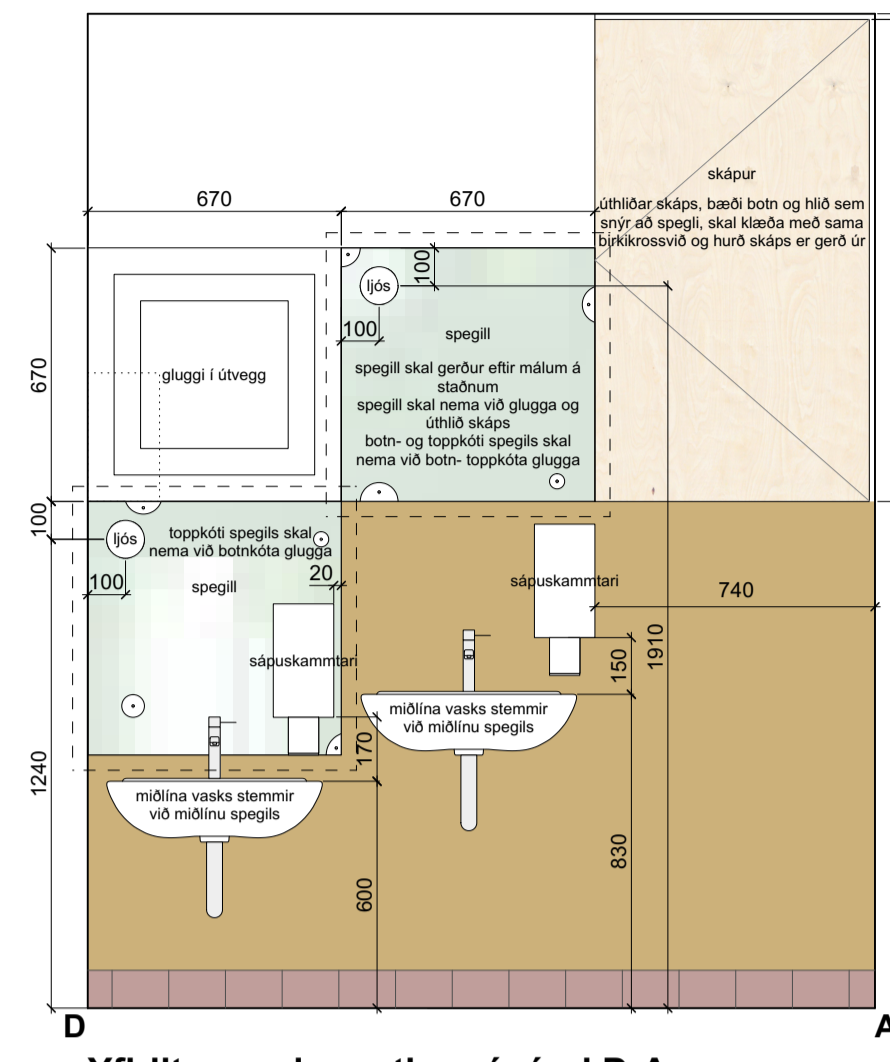 skápur
úthliðar skáps, bæði botn og hlið sem
snýr að spegli, skal klæða með sama
birkikrossvið og hurð skáps er gerð úr
670
670
100
ljós
100
spegill
spegill skal gerður eftir málum á
staðnum
spegill skal nema við glugga og
úthlið skáps
botn- og toppkóti spegils skal
nema við botn- toppkóta glugga
gluggi í útvegg
670
100
ljós
toppkóti spegils skal
nema við botnkóta glugga
100
20
spegill
sápuskammtari
740
sápuskammtari
150
1910
miðlína vasks stemmir
við miðlínu spegils
170
1240
miðlína vasks stemmir
við miðlínu spegils
830
600
D
A